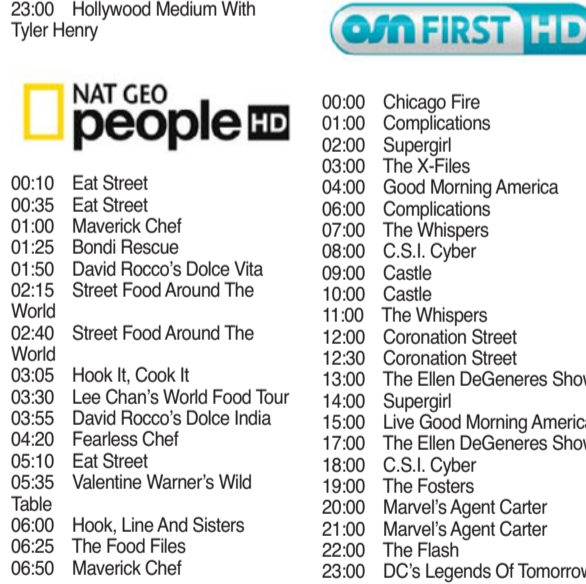 23:00 Hollywood Medium With
Tyler Henry
NAT GEO
people HD
00:10 Eat Street
00:35 Eat Street
01:00 Maverick Chef
01:25 Bondi Rescue
01:50 David Rocco's Dolce Vita
02:15 Street Food Around The
World
02:40 Street Food Around The
World
03:05 Hook It, Cook It
03:30 Lee Chan's World Food Tour
03:55 David Rocco's Dolce India
04:20 Fearless Chef
05:10 Eat Street
05:35 Valentine Warner's Wild
Table
06:00 Hook, Line And Sisters
06:25 The Food Files
06:50 Maverick Chef
OSN FIRST HD
00:00 Chicago Fire
01:00 Complications
02:00 Supergirl
03:00 The X-Files
04:00 Good Morning America
06:00 Complications
07:00 The Whispers
08:00 C.S.I. Cyber
09:00 Castle
10:00 Castle
11:00 The Whispers
12:00 Coronation Street
12:30 Coronation Street
13:00 The Ellen DeGeneres Show
14:00 Supergirl
15:00 Live Good Morning America
17:00 The Ellen DeGeneres Show
18:00 C.S.I. Cyber
19:00 The Fosters
20:00 Marvel's Agent Carter
21:00 Marvel's Agent Carter
22:00 The Flash
23:00 DC's Legends Of Tomorrow